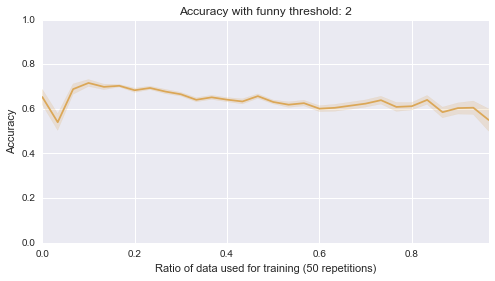 Accuracy with funny threshold: 2
1.0
0.8
0.6
0.4
0.2
0.0
Accuracy
0.0 0.2 0.4 0.6 0.8
Ratio of data used for training (50 repetitions)